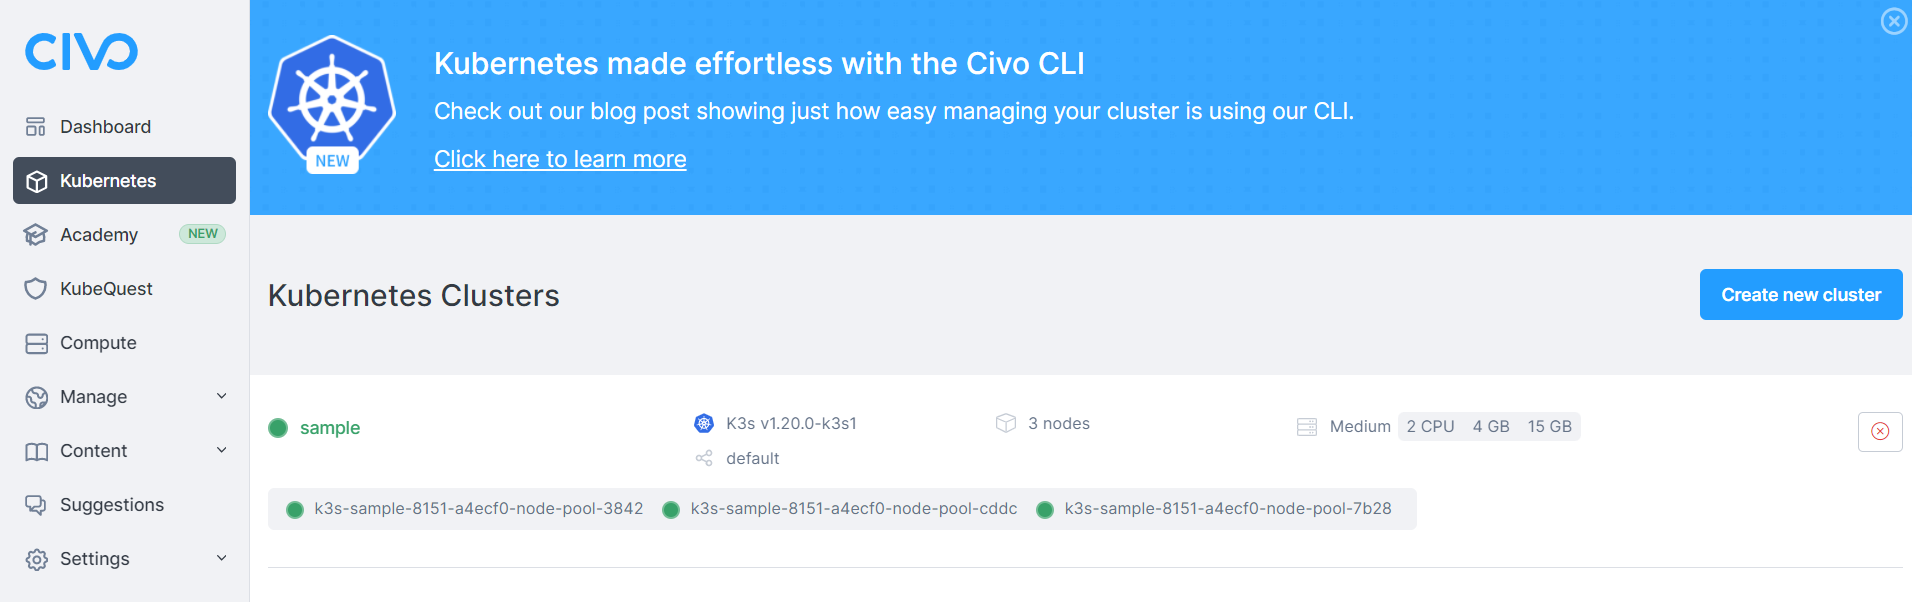 CIVO
Dashboard
Kubernetes
Academy NEW
KubeQuest
Compute
Manage
Content
Suggestions
Settings
NEW
Kubernetes made effortless with the Civo CLI
Check out our blog post showing just how easy managing your cluster is using our CLI.
Click here to learn more
Kubernetes Clusters
Create new cluster
sample
K3s v1.20.0-k3s1
default
3 nodes
Medium 2 CPU 4 GB 15 GB
k3s-sample-8151-a4ecf0-node-pool-3842 k3s-sample-8151-a4ecf0-node-pool-cddc k3s-sample-8151-a4ecf0-node-pool-7b28